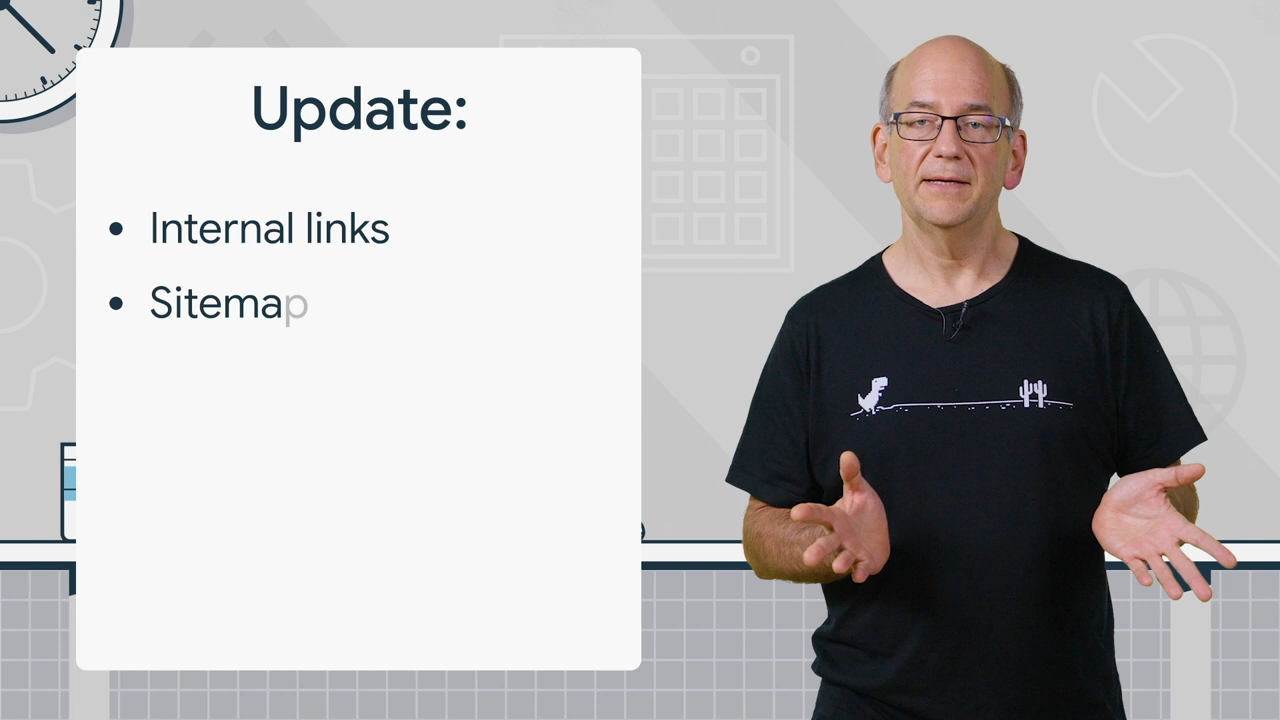 Update:
• Internal links
• Sitemap